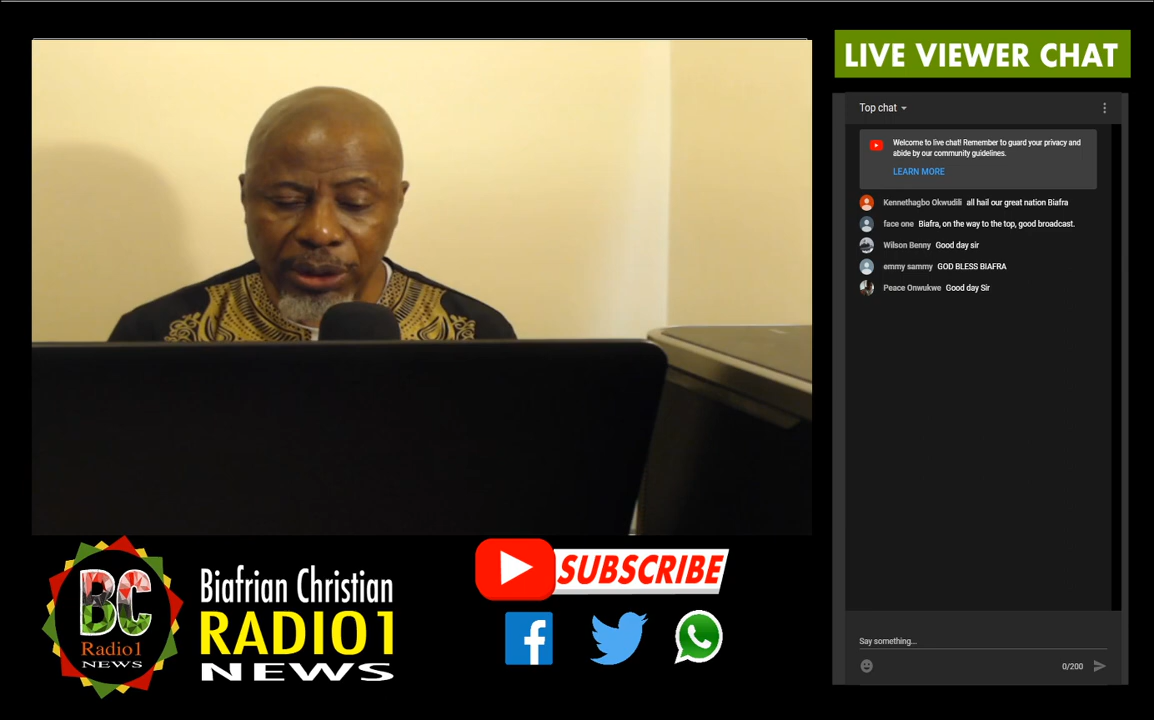 LIVE VIEWER CHAT
Top chat
Welcome to live chat! Remember to guard your privacy and
abide by our community guidelines.
LEARN MORE
Kennethagbo Okwudili all hail our great nation Biafra
face one Biafra, on the way to the top, good broadcast.
Wilson Benny Good day sir
emmy sammy GOD BLESS BIAFRA
Peace Onwukwe Good day Sir
Say something...
0/200
BC
Radio1
NEWS
Biafrian Christian
RADIO1
NEWS
SUBSCRIBE
f